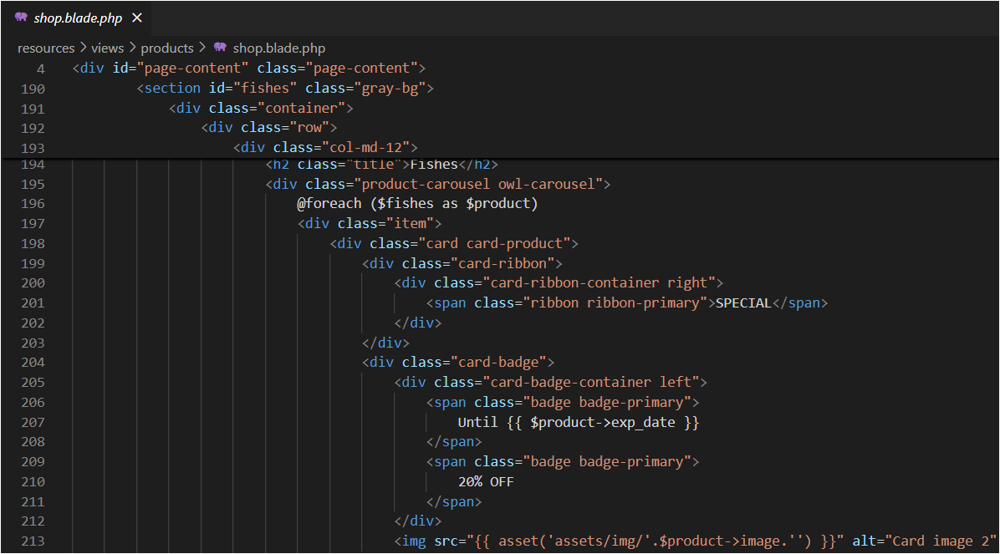 shop.blade.php ×
resources > views > products > shop.blade.php
4 <div id="page-content" class="page-content">
190 <section id="fishes" class="gray-bg">
191 <div class="container">
192 <div class="row">
193 <div class="col-md-12">
194 <h2 class="title">Fishes</h2>
195 <div class="product-carousel owl-carousel">
196 @foreach ($fishes as $product)
197 <div class="item">
198 <div class="card card-product">
199 <div class="card-ribbon">
200 <div class="card-ribbon-container right">
201 <span class="ribbon ribbon-primary">SPECIAL</span>
202 </div>
203 </div>
204 <div class="card-badge">
205 <div class="card-badge-container left">
206 <span class="badge badge-primary">
207 Until {{ $product->exp_date }}
208 </span>
209 <span class="badge badge-primary">
210 20% OFF
211 </span>
212 </div>
213 <img src="{{ asset('assets/img/'.$product->image.'') }}" alt="Card image 2"